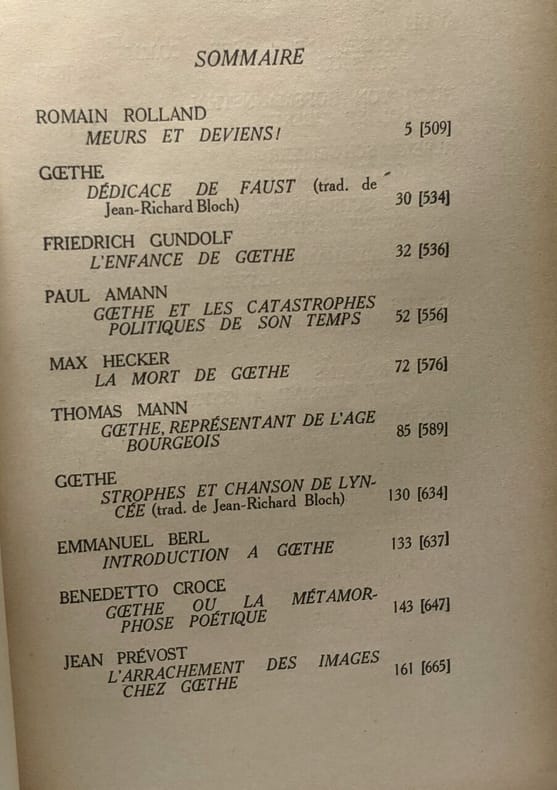 SOMMAIRE
ROMAIN ROLLAND
MEURS ET DEVIENS! 5 [509]
GŒTHE
DÉDICACE DE FAUST (trad. de
Jean-Richard Bloch) 30 [534]
FRIEDRICH GUNDOLF
L'ENFANCE DE GŒTHE 32 [536]
PAUL AMANN
GŒTHE ET LES CATASTROPHES
POLITIQUES DE SON TEMPS 52 [556]
MAX HECKER
LA MORT DE GŒTHE 72 [576]
THOMAS MANN
GŒTHE, REPRÉSENTANT DE L'AGE
BOURGEOIS 85 [589]
GŒTHE
STROPHES ET CHANSON DE LYN-
CÉE (trad. de Jean-Richard Bloch) 130 [634]
EMMANUEL BERL
INTRODUCTION A GŒTHE 133 [637]
BENEDETTO CROCE
GŒTHE OU LA MÉTAMOR-
PHOSE POÉTIQUE 143 [647]
JEAN PRÉVOST
L'ARRACHEMENT DES IMAGES
CHEZ GŒTHE 161 [665]